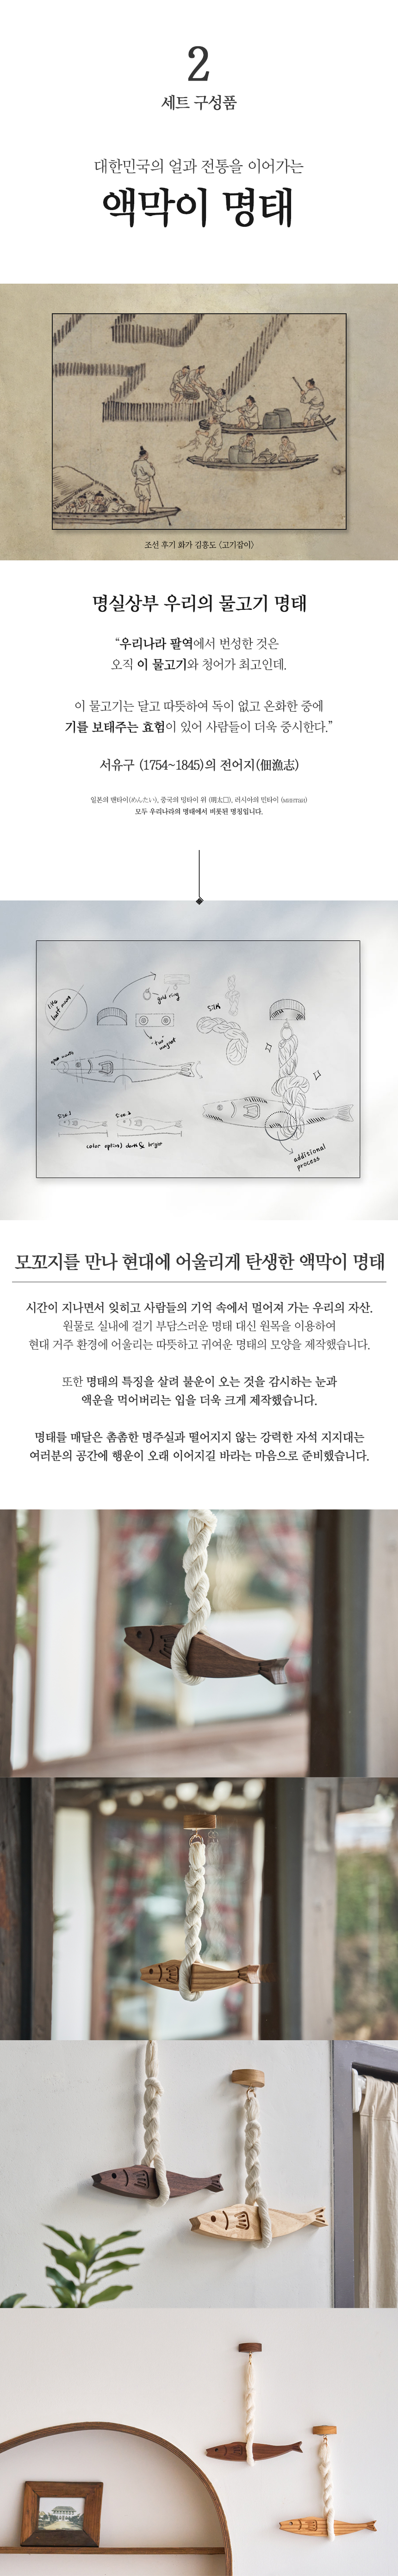 2
세트 구성품
대한민국의 얼과 전통을 이어가는
액막이 명태
조선 후기 화가 김홍도 <고기잡이>
명실상부 우리의 물고기 명태
“우리나라 팔역에서 번성한 것은
오직 이 물고기와 청어가 최고인데.
이 물고기는 달고 따뜻하여 독이 없고 온화한 중에
기를 보태주는 효험이 있어 사람들이 더욱 중시한다.”
서유구 (1754~1845)의 전어지(佃漁志)
일본의 멘타이(めんたい), 중국의 밍타이 위 (明太口), 러시아의 민타이
모두 우리나라의 명태에서 비롯된 명칭입니다.
gold ring
silk
"two" magnet
size 1
size 2
color option) dark & bright
additional
process
모꼬지를 만나 현대에 어울리게 탄생한 액막이 명태
시간이 지나면서 잊히고 사람들의 기억 속에서 멀어져 가는 우리의 자산.
원물로 실내에 걸기 부담스러운 명태 대신 원목을 이용하여
현대 거주 환경에 어울리는 따뜻하고 귀여운 명태의 모양을 제작했습니다.
또한 명태의 특징을 살려 불운이 오는 것을 감시하는 눈과
액운을 먹어버리는 입을 더욱 크게 제작했습니다.
명태를 매달은 촘촘한 명주실과 떨어지지 않는 강력한 자석 지지대는
여러분의 공간에 행운이 오래 이어지길 바라는 마음으로 준비했습니다.